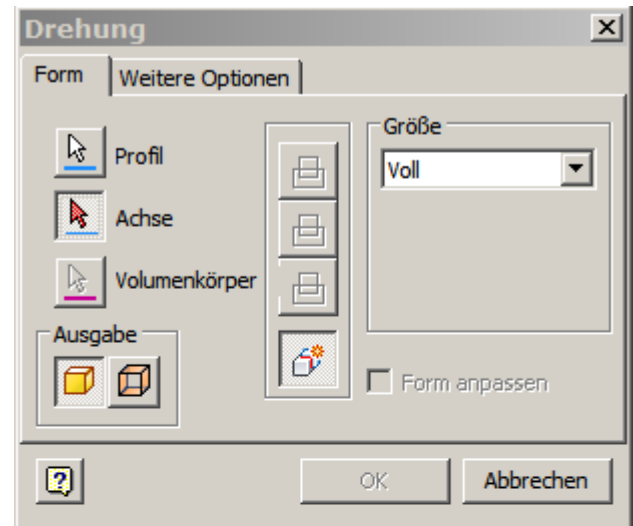 Drehung
Form Weitere Optionen
Profil
Achse
Volumenkörper
Ausgabe
Größe
Voll
Form anpassen
?
OK Abbrechen